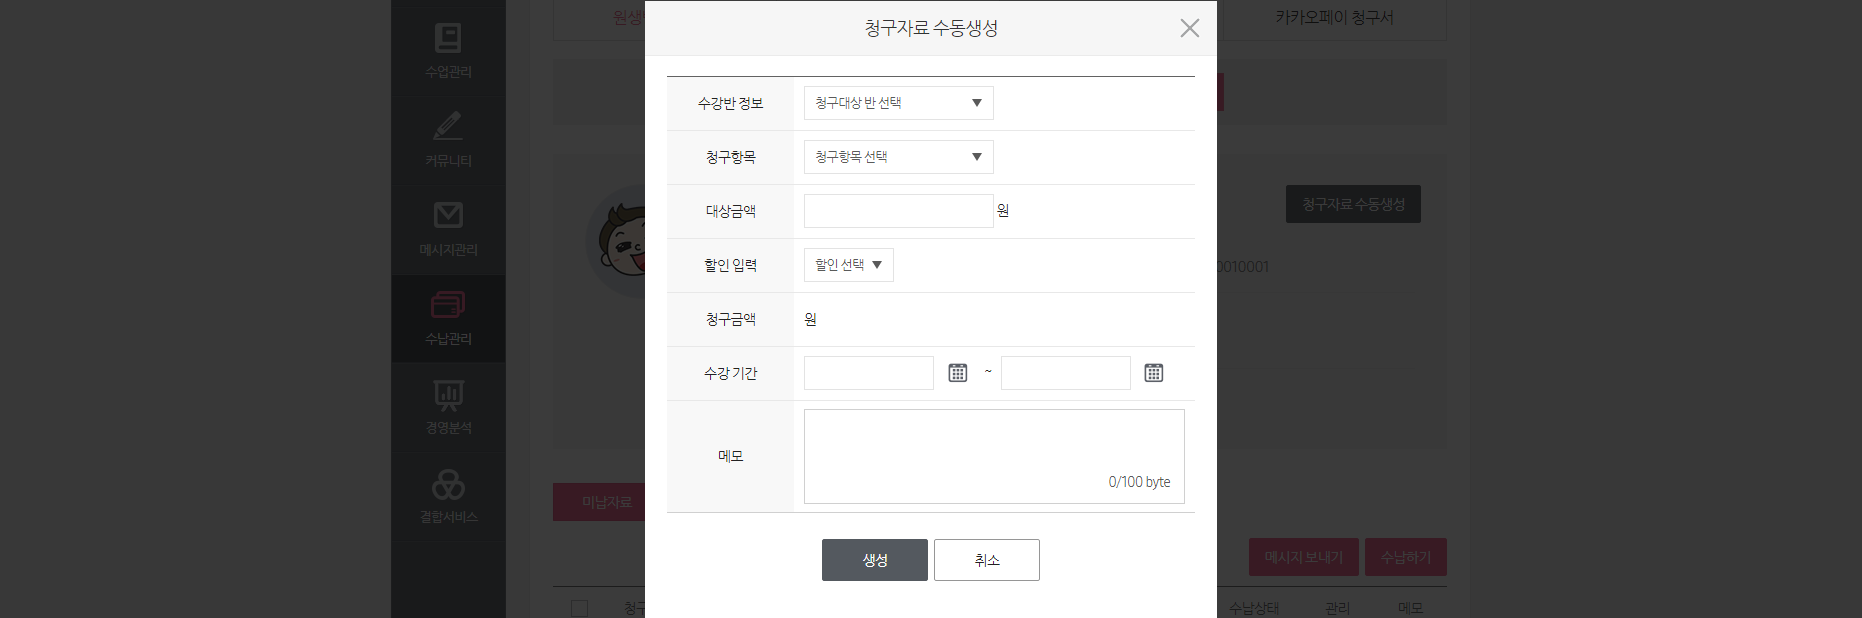 원생
청구자료 수동생성
카카오페이 청구서
수업관리
커뮤니티
메시지관리
수납관리
경영분석
결합서비스
수강반 정보
청구대상 반 선택
청구항목
청구항목 선택
대상금액
원
할인 입력
할인 선택
청구금액
원
수강 기간
~
메모
0/100 byte
생성
취소
청구자료 수동생성
0010001
미납자료
메시지 보내기
수납하기
청구
수납상태
관리
메모